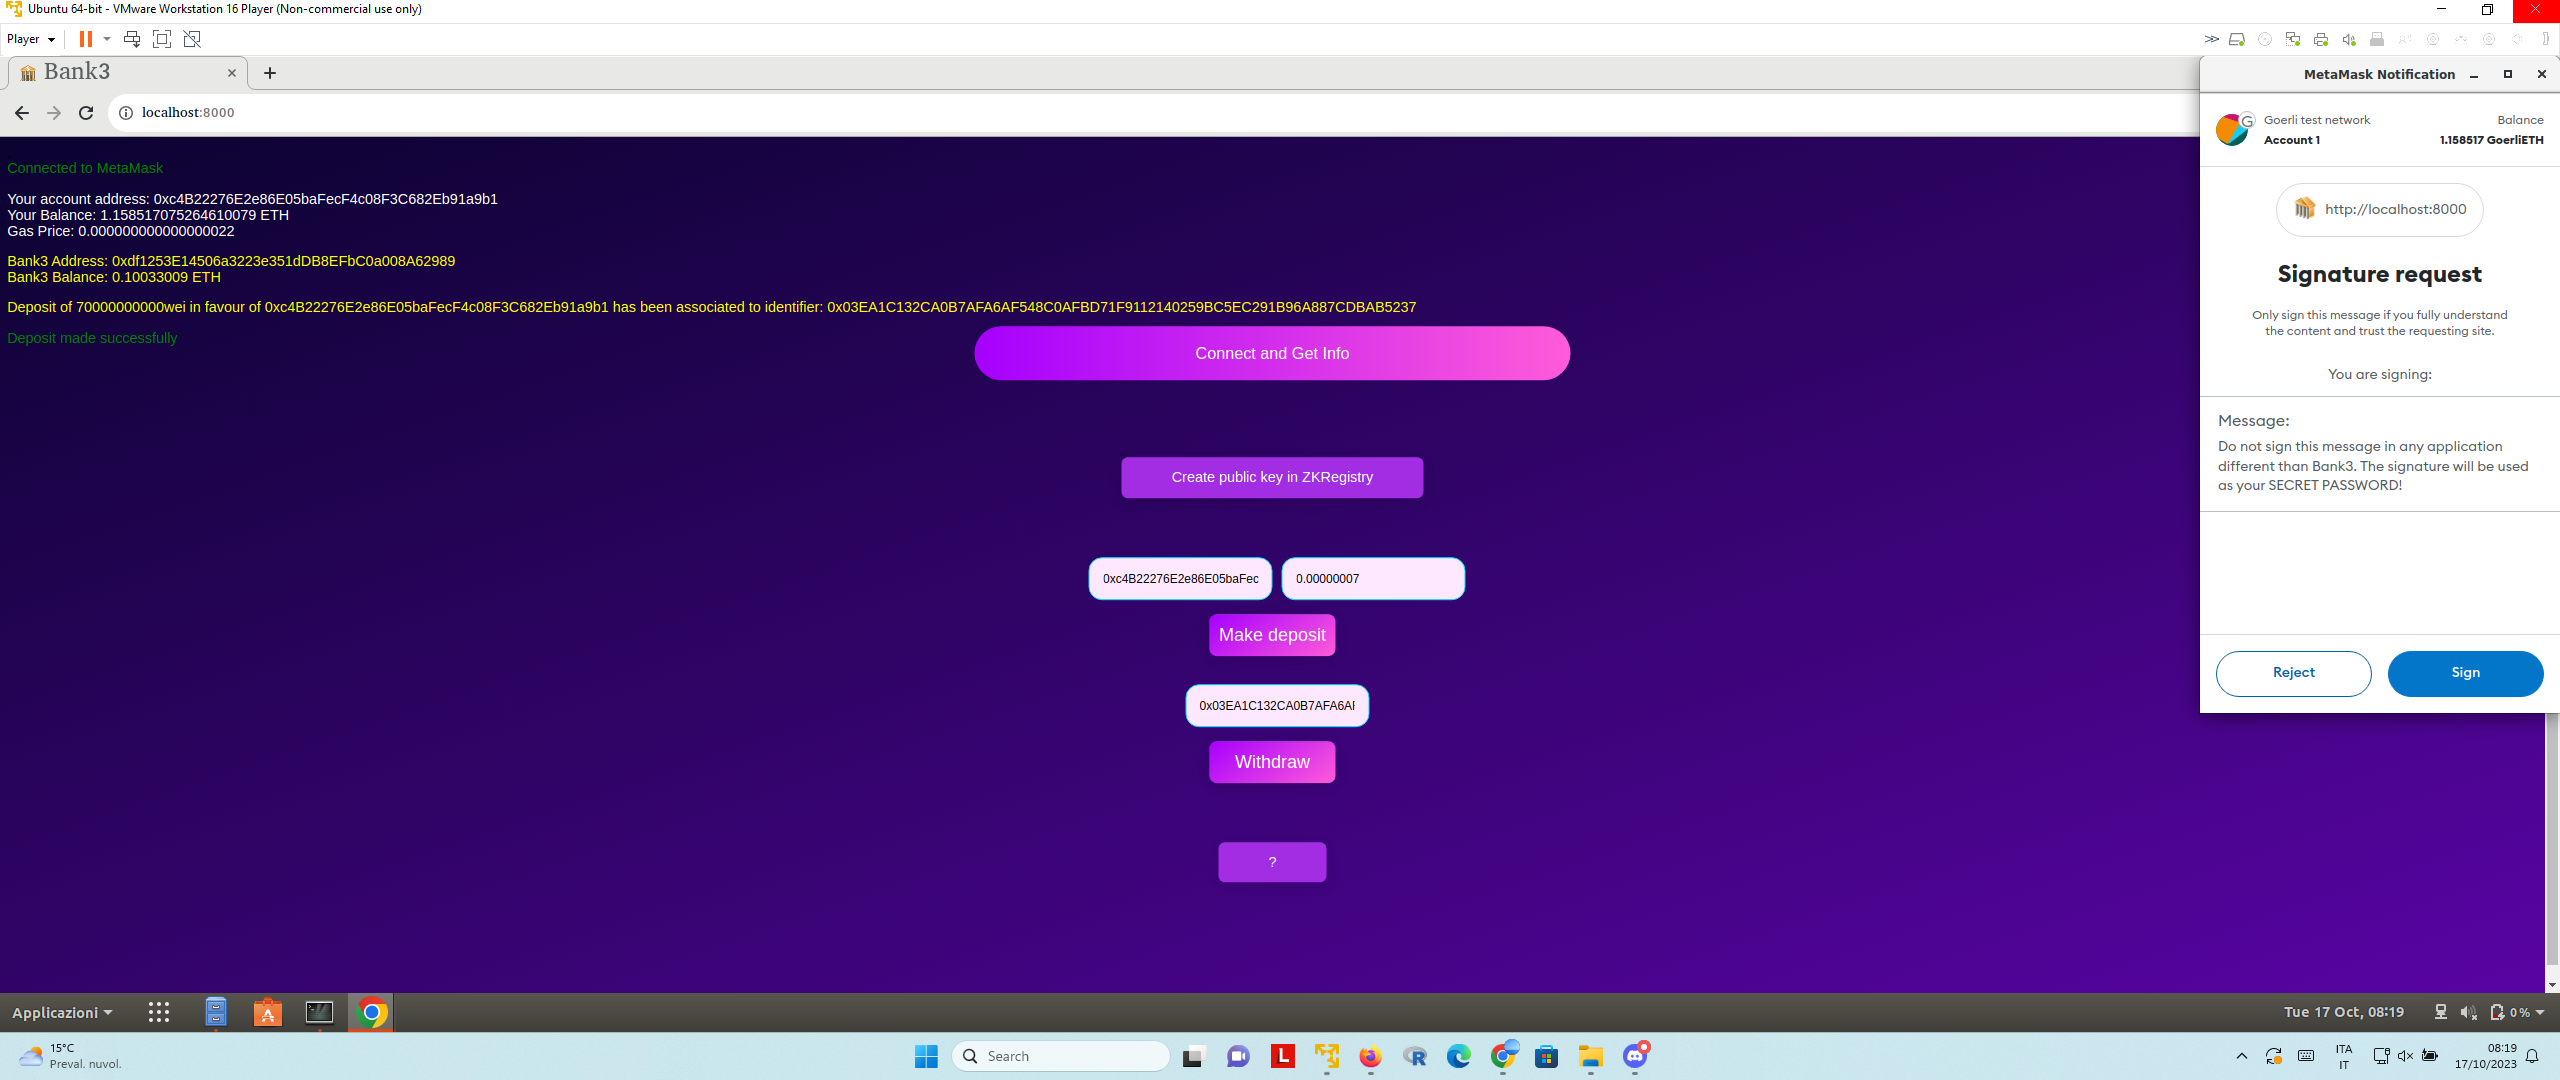 Ubuntu 64-bit - VMware Workstation 16 Player (Non-commercial use only)
Player
Bank3
localhost:8000
Connected to MetaMask
Your account address: 0xc4B22276E2e86E05baFecF4c08F3C682Eb91a9b1
Your Balance: 1.158517075264610079 ETH
Gas Price: 0.000000000000000022
Bank3 Address: 0xdf1253E14506a3223e351dDB8EFbC0a008A62989
Bank3 Balance: 0.10033009 ETH
Deposit of 70000000000wei in favour of 0xc4B22276E2e86E05baFecF4c08F3C682Eb91a9b1 has been associated to identifier: 0x03EA1C132CA0B7AFA6AF548C0AFBD71F9112140259BC5EC291B96A887CDBAB5237
Deposit made successfully
Connect and Get Info
Create public key in ZKRegistry
0xc4B22276E2e86E05baFec
0.00000007
Make deposit
0x03EA1C132CA0B7AFA6AF
Withdraw
?
MetaMask Notification
G
Goerli test network
Balance
Account 1
1.158517 GoerliETH
http://localhost:8000
Signature request
Only sign this message if you fully understand
the content and trust the requesting site.
You are signing:
Message:
Do not sign this message in any application
different than Bank3. The signature will be used
as your SECRET PASSWORD!
Reject
Sign
Applicazioni
Tue 17 Oct, 08:19
0 %
15°C
Preval. nuvol.
Search
L
R
ITA
IT
08:19
17/10/2023